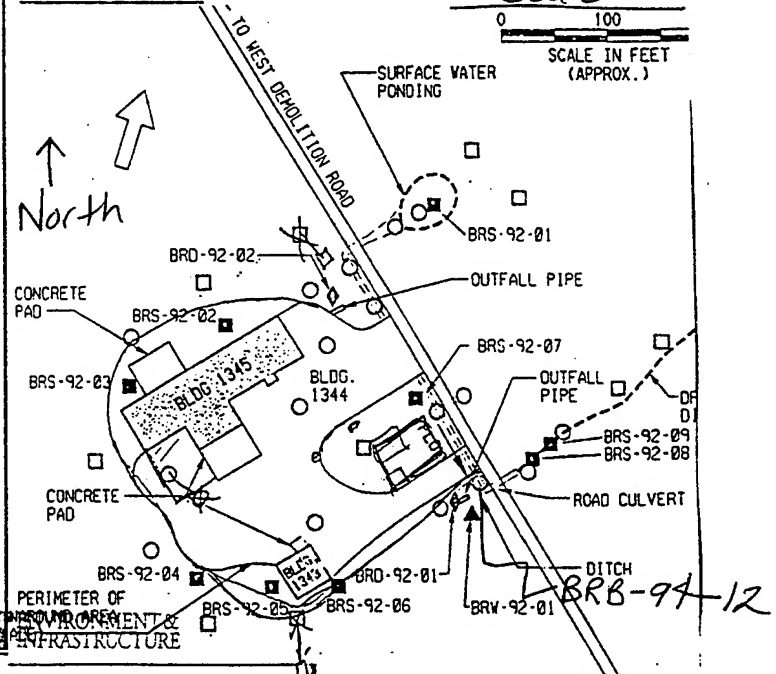 0 100
SCALE IN FEET
(APPROX.)
- TO WEST DEMOLITION ROAD
SURFACE WATER
PONDING
North
BRS-92-01
BRD-92-02
OUTFALL PIPE
CONCRETE
PAD
BRS-92-02
BLDG 1345
BLDG.
1344
BRS-92-07
BRS-92-03
OUTFALL
PIPE
BRS-92-09
BRS-92-08
CONCRETE
PAD
ROAD CULVERT
BLDG.
1343
BRS-92-04
BRD-92-01
DITCH
BRS-92-05
BRS-92-06
BRW-92-01
BRB-94-12
PERIMETER OF
ENVIRONMENT &
INFRASTRUCTURE